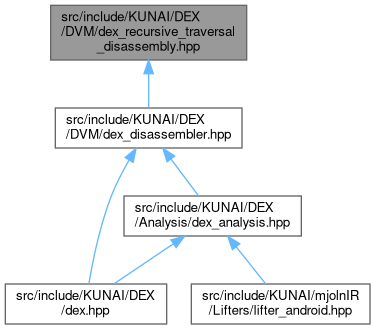 src/include/KUNAI/DEX
/DVM/dex_recursive_traversal
_disassembly.hpp
src/include/KUNAI/DEX
/DVM/dex_disassembler.hpp
src/include/KUNAI/DEX
/Analysis/dex_analysis.hpp
src/include/KUNAI/DEX
/dex.hpp
src/include/KUNAI/mjolnIR
/Lifters/lifter_android.hpp